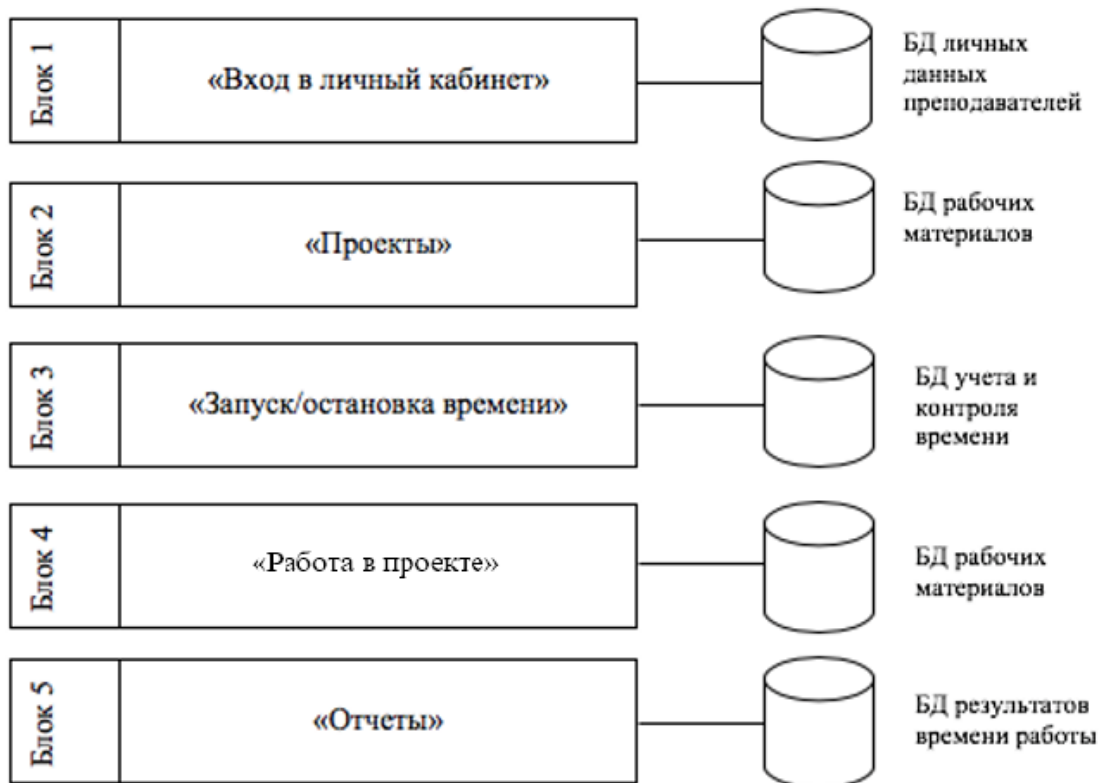 Блок 1
«Вход в личный кабинет»
БД личных
данных
преподавателей
Блок 2
«Проекты»
БД рабочих
материалов
Блок 3
«Запуск/остановка времени»
БД учета и
контроля
времени
Блок 4
«Работа в проекте»
БД рабочих
материалов
Блок 5
«Отчеты»
БД результатов
времени работы